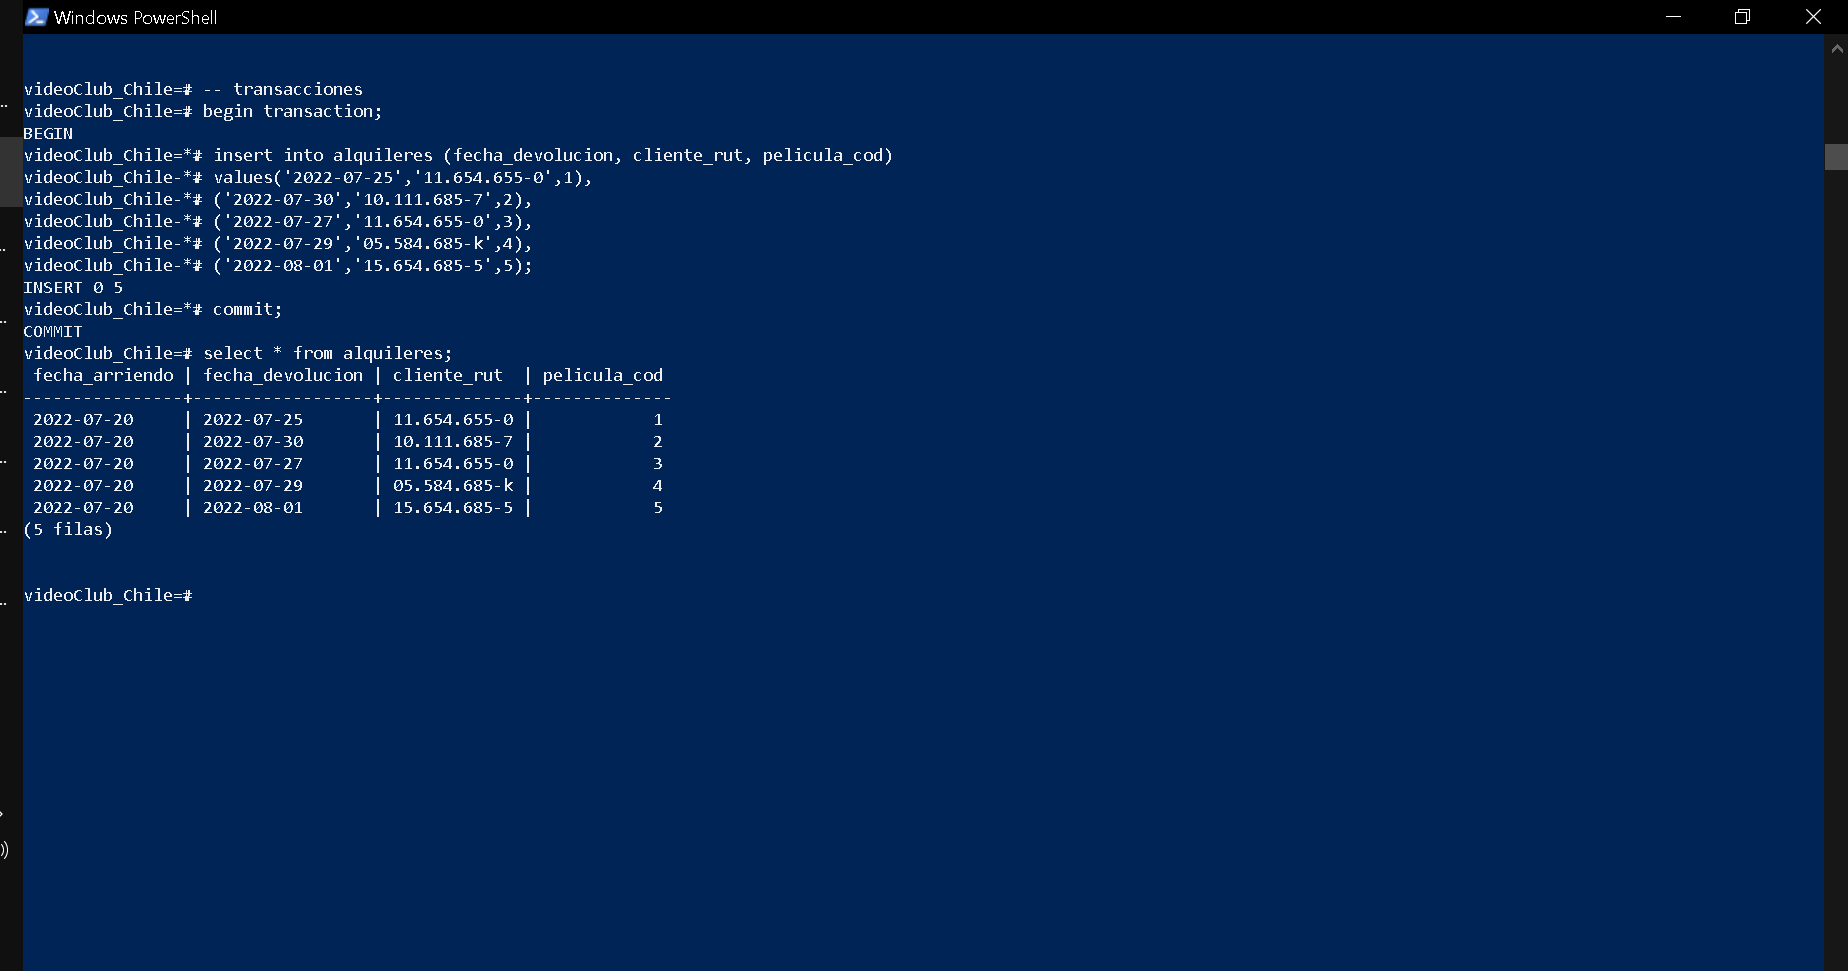 Windows PowerShell
videoClub_Chile=# -- transacciones
videoClub_Chile=# begin transaction;
BEGIN
videoClub_Chile=*# insert into alquileres (fecha_devolucion, cliente_rut, pelicula_cod)
videoClub_Chile-*# values('2022-07-25','11.654.655-0',1),
videoClub_Chile-*# ('2022-07-30','10.111.685-7',2),
videoClub_Chile-*# ('2022-07-27','11.654.655-0',3),
videoClub_Chile-*# ('2022-07-29','05.584.685-k',4),
videoClub_Chile-*# ('2022-08-01','15.654.685-5',5);
INSERT 0 5
videoClub_Chile=*# commit;
COMMIT
videoClub_Chile=# select * from alquileres;
 fecha_arriendo | fecha_devolucion | cliente_rut  | pelicula_cod
----------------+------------------+--------------+--------------
 2022-07-20     | 2022-07-25       | 11.654.655-0 |            1
 2022-07-20     | 2022-07-30       | 10.111.685-7 |            2
 2022-07-20     | 2022-07-27       | 11.654.655-0 |            3
 2022-07-20     | 2022-07-29       | 05.584.685-k |            4
 2022-07-20     | 2022-08-01       | 15.654.685-5 |            5
(5 filas)
videoClub_Chile=#